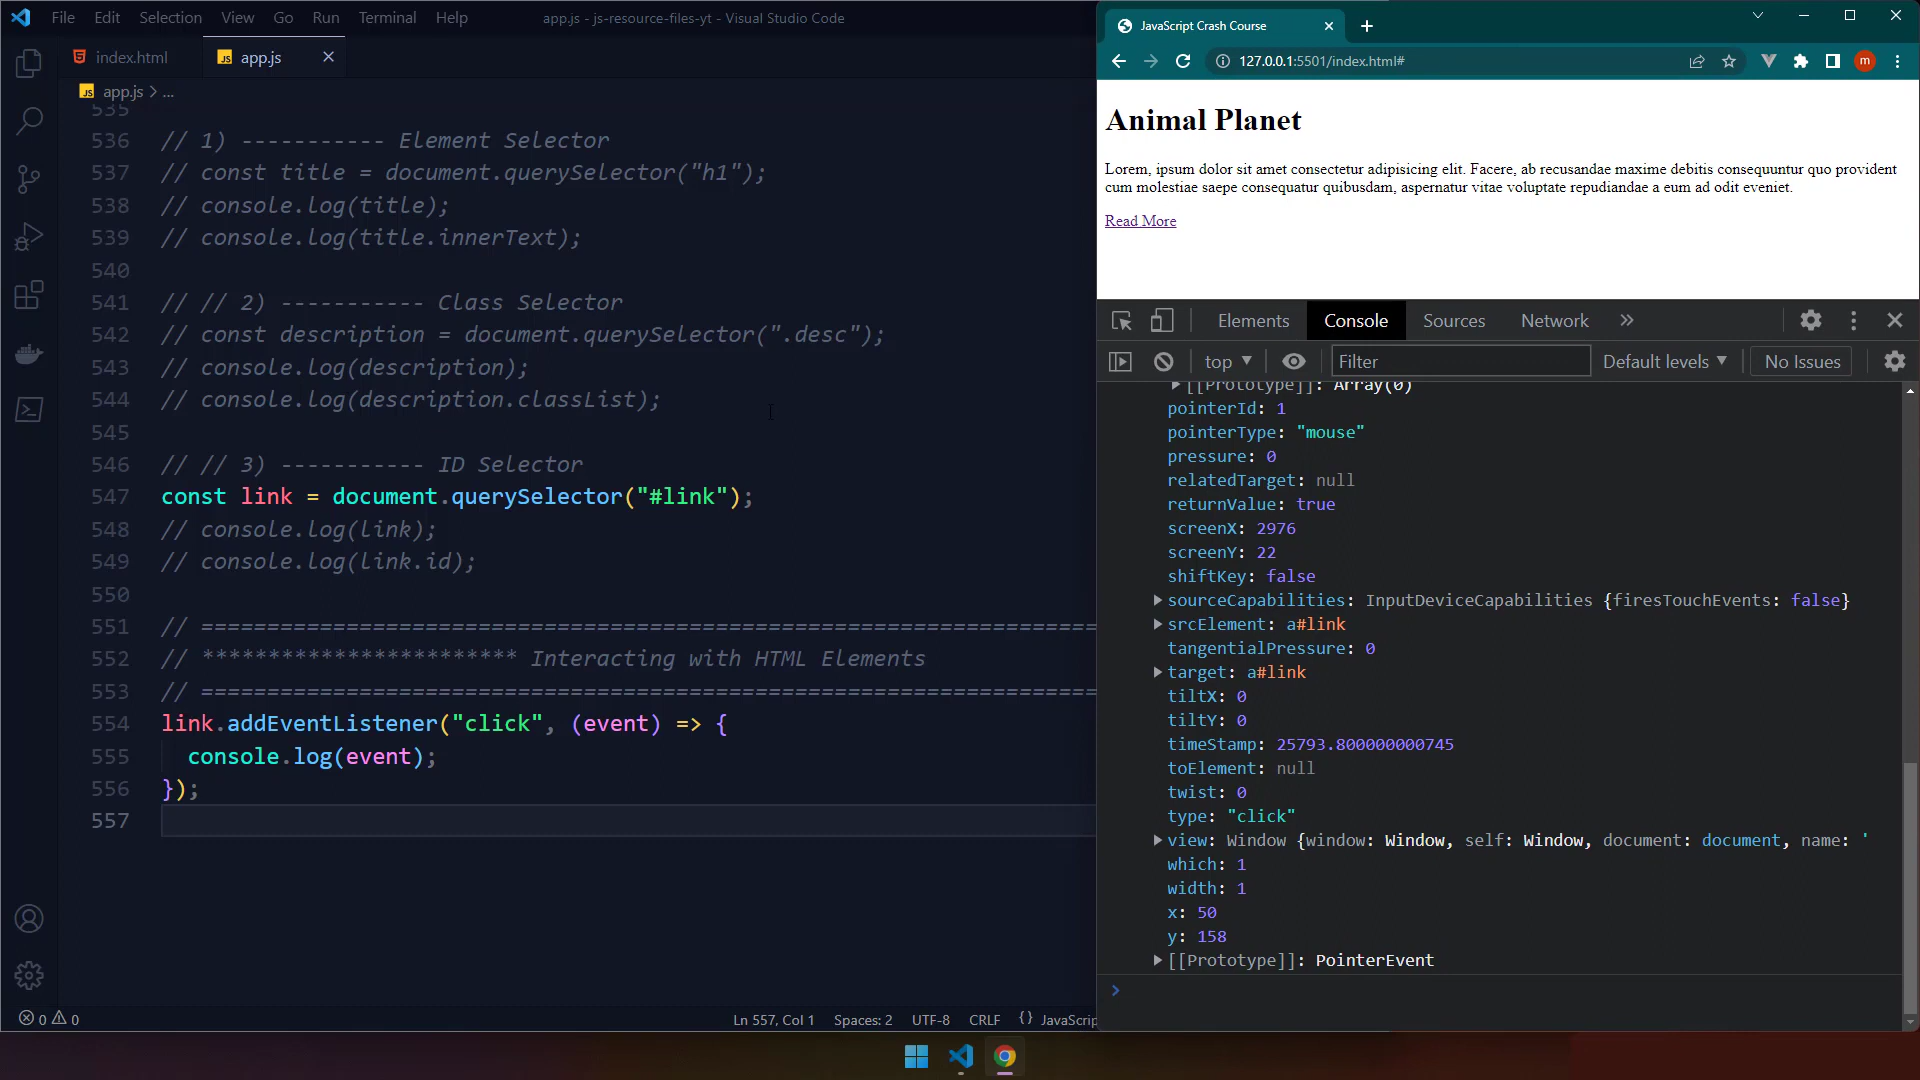 File Edit Selection View Go Run Terminal Help
app.js - js-resource-files-yt - Visual Studio Code
index.html
app.js
app.js > ...
535
536 // 1) ----------- Element Selector
537 // const title = document.querySelector("h1");
538 // console.log(title);
539 // console.log(title.innerText);
540
541 // // 2) ----------- Class Selector
542 // const description = document.querySelector(".desc");
543 // console.log(description);
544 // console.log(description.classList);
545
546 // // 3) ----------- ID Selector
547 const link = document.querySelector("#link");
548 // console.log(link);
549 // console.log(link.id);
550
551 // ====================================================================
552 // ************************ Interacting with HTML Elements
553 // ====================================================================
554 link.addEventListener("click", (event) => {
555   console.log(event);
556 });
557
0 0
Ln 557, Col 1 Spaces: 2 UTF-8 CRLF {} JavaScrip
JavaScript Crash Course
127.0.0.1:5501/index.html#
m
Animal Planet
Lorem, ipsum dolor sit amet consectetur adipisicing elit. Facere, ab recusandae maxime debitis consequuntur quo provident
cum molestiae saepe consequatur quibusdam, aspernatur vitae voluptate repudiandae a eum ad odit eveniet.
Read More
Elements Console Sources Network »
top Filter Default levels No Issues
[[Prototype]]: Array(0)
pointerId: 1
pointerType: "mouse"
pressure: 0
relatedTarget: null
returnValue: true
screenX: 2976
screenY: 22
shiftKey: false
sourceCapabilities: InputDeviceCapabilities {firesTouchEvents: false}
srcElement: a#link
tangentialPressure: 0
target: a#link
tiltX: 0
tiltY: 0
timeStamp: 25793.800000000745
toElement: null
twist: 0
type: "click"
view: Window {window: Window, self: Window, document: document, name: '
which: 1
width: 1
x: 50
y: 158
[[Prototype]]: PointerEvent
>